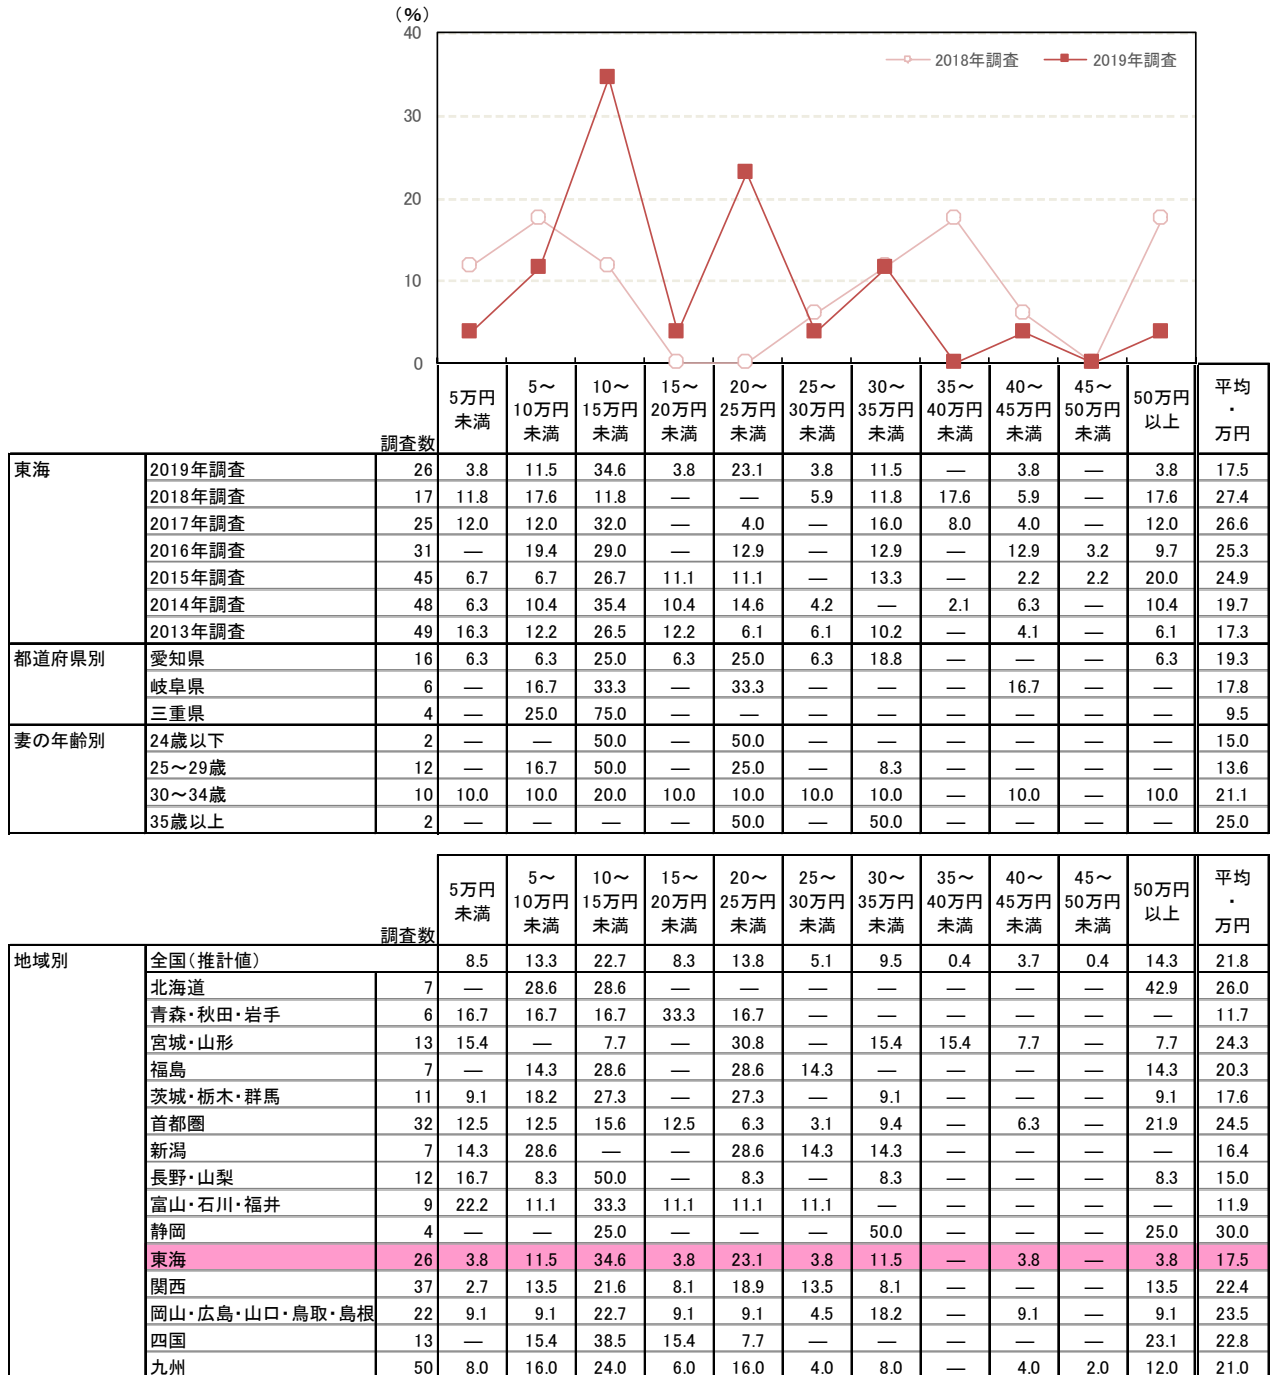 （%）
40
30
20
10
0
2018年調査 2019年調査
調査数 5万円未満 5～10万円未満 10～15万円未満 15～20万円未満 20～25万円未満 25～30万円未満 30～35万円未満 35～40万円未満 40～45万円未満 45～50万円未満 50万円以上 平均・万円
東海 2019年調査 26 3.8 11.5 34.6 3.8 23.1 3.8 11.5 — 3.8 — 3.8 17.5
2018年調査 17 11.8 17.6 11.8 — — 5.9 11.8 17.6 5.9 — 17.6 27.4
2017年調査 25 12.0 12.0 32.0 — 4.0 — 16.0 8.0 4.0 — 12.0 26.6
2016年調査 31 — 19.4 29.0 — 12.9 — 12.9 — 12.9 3.2 9.7 25.3
2015年調査 45 6.7 6.7 26.7 11.1 11.1 — 13.3 — 2.2 2.2 20.0 24.9
2014年調査 48 6.3 10.4 35.4 10.4 14.6 4.2 — 2.1 6.3 — 10.4 19.7
2013年調査 49 16.3 12.2 26.5 12.2 6.1 6.1 10.2 — 4.1 — 6.1 17.3
都道府県別 愛知県 16 6.3 6.3 25.0 6.3 25.0 6.3 18.8 — — — 6.3 19.3
岐阜県 6 — 16.7 33.3 — 33.3 — — — 16.7 — — 17.8
三重県 4 — 25.0 75.0 — — — — — — — — 9.5
妻の年齢別 24歳以下 2 — — 50.0 — 50.0 — — — — — — 15.0
25～29歳 12 — 16.7 50.0 — 25.0 — 8.3 — — — — 13.6
30～34歳 10 10.0 10.0 20.0 10.0 10.0 10.0 10.0 — 10.0 — 10.0 21.1
35歳以上 2 — — — — 50.0 — 50.0 — — — — 25.0
調査数 5万円未満 5～10万円未満 10～15万円未満 15～20万円未満 20～25万円未満 25～30万円未満 30～35万円未満 35～40万円未満 40～45万円未満 45～50万円未満 50万円以上 平均・万円
地域別 全国（推計値） 8.5 13.3 22.7 8.3 13.8 5.1 9.5 0.4 3.7 0.4 14.3 21.8
北海道 7 — 28.6 28.6 — — — — — — — 42.9 26.0
青森・秋田・岩手 6 16.7 16.7 16.7 33.3 16.7 — — — — — — 11.7
宮城・山形 13 15.4 — 7.7 — 30.8 — 15.4 15.4 7.7 — 7.7 24.3
福島 7 — 14.3 28.6 — 28.6 14.3 — — — — 14.3 20.3
茨城・栃木・群馬 11 9.1 18.2 27.3 — 27.3 — 9.1 — — — 9.1 17.6
首都圏 32 12.5 12.5 15.6 12.5 6.3 3.1 9.4 — 6.3 — 21.9 24.5
新潟 7 14.3 28.6 — — 28.6 14.3 14.3 — — — — 16.4
長野・山梨 12 16.7 8.3 50.0 — 8.3 — 8.3 — — — 8.3 15.0
富山・石川・福井 9 22.2 11.1 33.3 11.1 11.1 11.1 — — — — — 11.9
静岡 4 — — 25.0 — — — 50.0 — — — 25.0 30.0
東海 26 3.8 11.5 34.6 3.8 23.1 3.8 11.5 — 3.8 — 3.8 17.5
関西 37 2.7 13.5 21.6 8.1 18.9 13.5 8.1 — — — 13.5 22.4
岡山・広島・山口・鳥取・島根 22 9.1 9.1 22.7 9.1 9.1 4.5 18.2 — 9.1 — 9.1 23.5
四国 13 — 15.4 38.5 15.4 7.7 — — — — — 23.1 22.8
九州 50 8.0 16.0 24.0 6.0 16.0 4.0 8.0 — 4.0 2.0 12.0 21.0